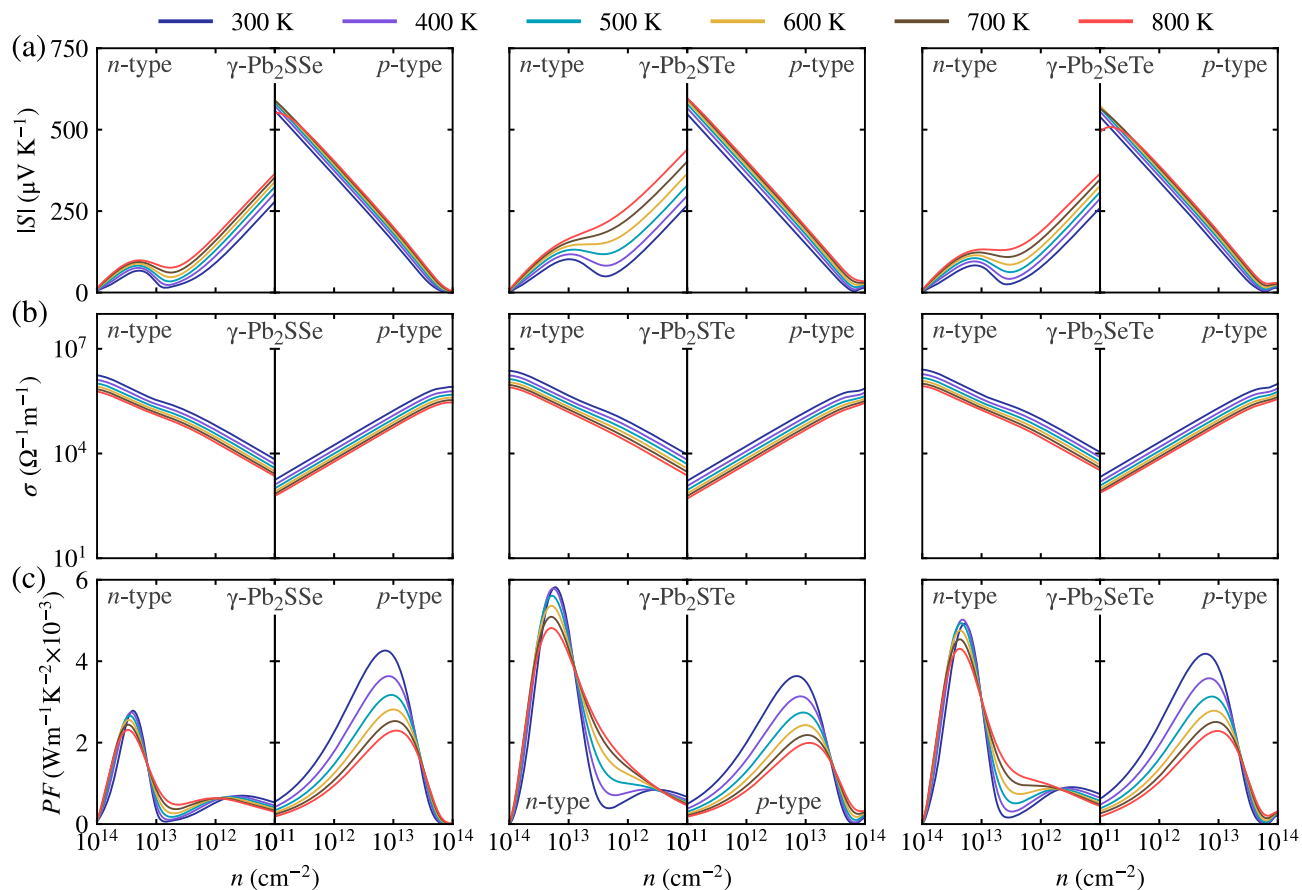 300 K 400 K 500 K 600 K 700 K 800 K
(a)
750
500
250
0
|S| (μV K⁻¹)
n-type γ-Pb₂SSe p-type
n-type γ-Pb₂STe p-type
n-type γ-Pb₂SeTe p-type
(b)
10⁷
10⁴
10¹
σ (Ω⁻¹m⁻¹)
n-type γ-Pb₂SSe p-type
n-type γ-Pb₂STe p-type
n-type γ-Pb₂SeTe p-type
(c)
6
4
2
0
PF (Wm⁻¹K⁻²×10⁻³)
n-type γ-Pb₂SSe p-type
γ-Pb₂STe
n-type p-type
n-type γ-Pb₂SeTe p-type
10¹⁴ 10¹³ 10¹² 10¹¹ 10¹² 10¹³ 10¹⁴
10¹³ 10¹² 10¹¹ 10¹² 10¹³ 10¹⁴
10¹³ 10¹² 10¹¹ 10¹² 10¹³ 10¹⁴
n (cm⁻²)
n (cm⁻²)
n (cm⁻²)